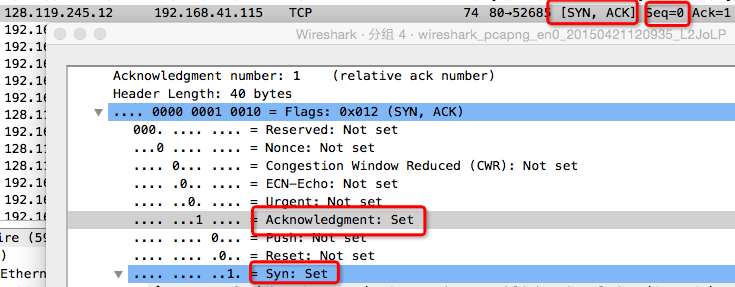 128.119.245.12 192.168.41.115 TCP 74 80→52685 [SYN, ACK] Seq=0 Ack=1
192.16
Wireshark · 分组 4 · wireshark_pcapng_en0_20150421120935_L2JoLP
192.16
128.11
Acknowledgment number: 1 (relative ack number)
192.16
Header Length: 40 bytes
192.16
.... 0000 0001 0010 = Flags: 0x012 (SYN, ACK)
128.11
000. .... .... = Reserved: Not set
128.11
...0 .... .... = Nonce: Not set
192.16
.... 0... .... = Congestion Window Reduced (CWR): Not set
192.16
.... .0.. .... = ECN-Echo: Not set
192.16
.... ..0. .... = Urgent: Not set
192.16
.... ...1 .... = Acknowledgment: Set
.... .... 0... = Push: Not set
ire (59
.... .... .0.. = Reset: Not set
)
.... .... ..1. = Syn: Set
Ethern